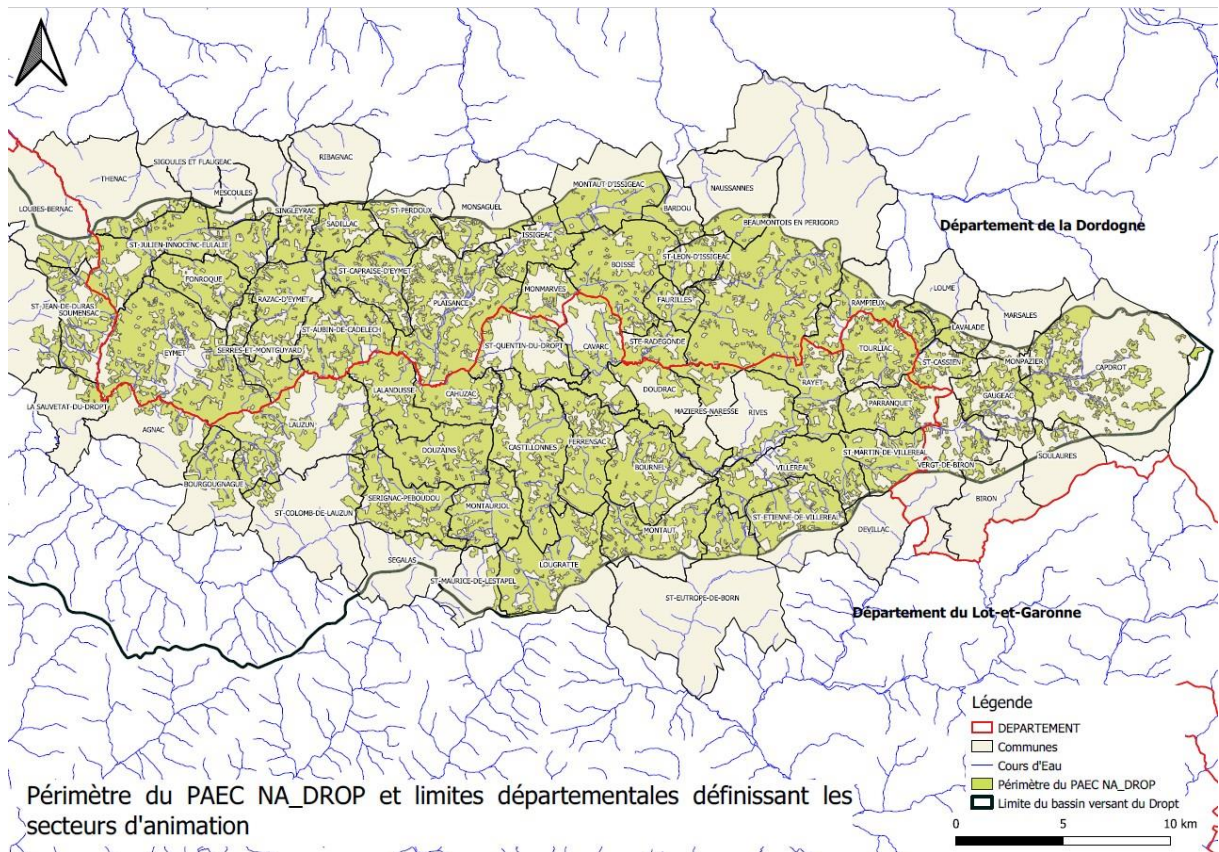 RIBAGNAC
SIGOULES ET FLAUGEAC
THENAC
MESCOULES
MONTAUT D'ISSIGEAC
NAUSSANNES
LOUBES-BERNAC
SINGLEYRAC
ST-PERDOUX
MONSAGUEL
BARDOU
SADILLAC
BEAUMONTOIS EN PERIGORD
Département de la Dordogne
ISSIGEAC
ST-JULIEN-INNOCENC-EULALIE
ST-LEON-D'ISSIGEAC
BOISSE
ST-CAPRAISE-D'EYMET
FONROQUE
MONMARVES
LOLME
RAZAC-D'EYMET
PLAISANCE
FAURILLES
RAMPIEUX
ST-JEAN-DE-DURAS
SOUMENSAC
MARSALES
LAVALADE
ST-AUBIN-DE-CADELECH
STE-RADEGONDE
ST-QUENTIN-DU-DROPT
CAVARC
TOURLIAC
SERRES-ET-MONTGUYARD
EYMET
ST-CASSIEN
MONPAZIER
CAPDROT
RAYET
DOUDRAC
LALANDUSSE
CAHUZAC
GAUGEAC
PARRANQUET
LA SAUVETAT-DU-DROPT
MAZIERES-NARESSE
RIVES
LAUZUN
AGNAC
FERRENSAC
CASTILLONNES
DOUZAINS
ST-MARTIN-DE-VILLEREAL
SOULAURES
VERGT-DE-BIRON
BOURNEL
VILLEREAL
BOURGOUGNAGUE
SERIGNAC-PEBOUDOU
BIRON
MONTAURIOL
ST-COLOMB-DE-LAUZUN
ST-ETIENNE-DE-VILLEREAL
DEVILLAC
MONTAUT
SEGALAS
LOUGRATTE
ST-MAURICE-DE-LESTAPEL
ST-EUTROPE-DE-BORN
Département du Lot-et-Garonne
Légende
DEPARTEMENT
Communes
Cours d'Eau
Périmètre du PAEC NA_DROP
Limite du bassin versant du Dropt
0 5 10 km
Périmètre du PAEC NA_DROP et limites départementales définissant les
secteurs d'animation